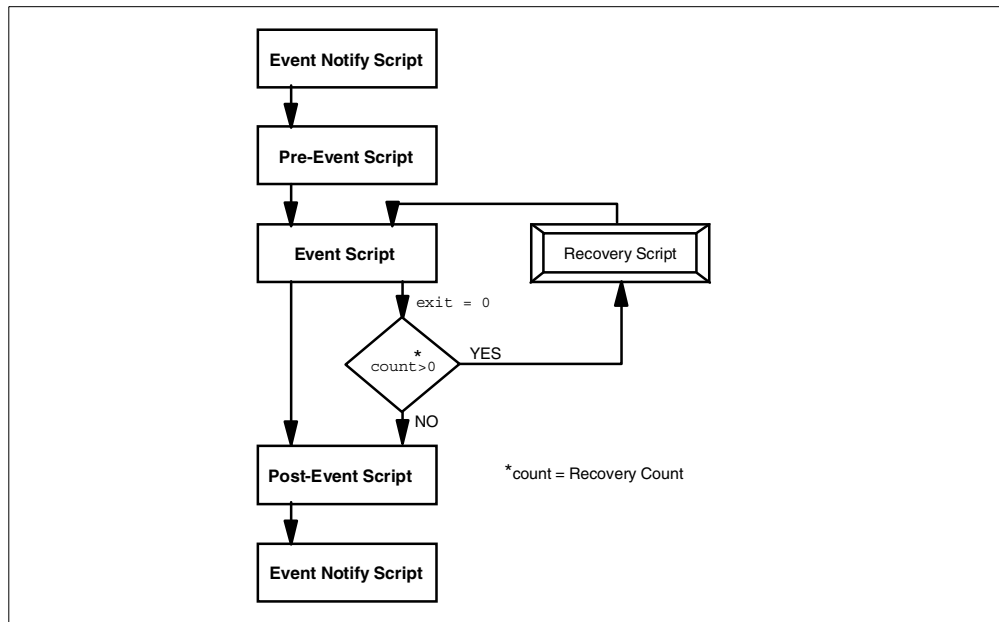 Event Notify Script
Pre-Event Script
Event Script
Recovery Script
exit = 0
*
count>0
YES
NO
Post-Event Script
*count = Recovery Count
Event Notify Script